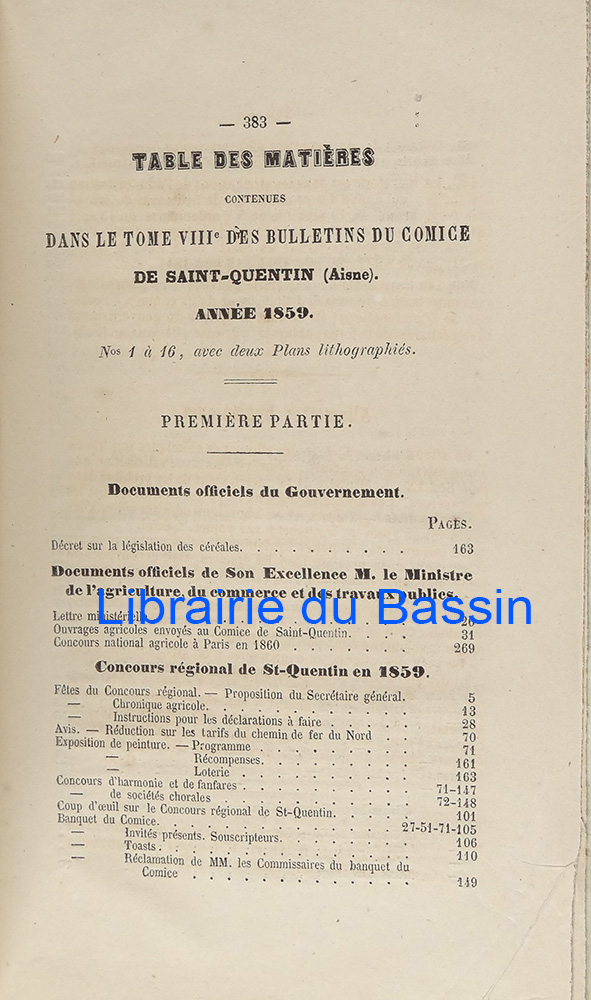 — 383 —
TABLE DES MATIÈRES
CONTENUES
DANS LE TOME VIIIe DES BULLETINS DU COMICE
DE SAINT-QUENTIN (Aisne).
ANNÉE 1859.
Nos 1 à 16, avec deux Plans lithographiés.
PREMIÈRE PARTIE.
Documents officiels du Gouvernement.
PAGES.
Décret sur la législation des céréales. . . . . . . . . . 163
Documents officiels de Son Excellence M. le Ministre
de l'agriculture, du commerce et des travaux publics.
Librairie du Bassin
Lettre ministérielle
Ouvrages agricoles envoyés au Comice de Saint-Quentin. . . . 31
Concours national agricole à Paris en 1860 . . . . . . . 269
Concours régional de St-Quentin en 1859.
Fêtes du Concours régional. — Proposition du Secrétaire général. 5
— Chronique agricole. . . . . . . . . 13
— Instructions pour les déclarations à faire . . . . 28
Avis. — Réduction sur les tarifs du chemin de fer du Nord . . 70
Exposition de peinture. — Programme . . . . . . . . 71
— Récompenses. . . . . . . . 161
— Loterie . . . . . . . . . 163
Concours d'harmonie et de fanfares . . . . . . . . 71-147
— de sociétés chorales . . . . . . . . . 72-148
Coup d'œil sur le Concours régional de St-Quentin. . . . . 101
Banquet du Comice. . . . . . . . . . . 27-51-71-105
— Invités présents. Souscripteurs. . . . . . . 106
— Toasts. . . . . . . . . . . . 110
— Réclamation de MM. les Commissaires du banquet du
Comice . . . . . . . . . . . . 149